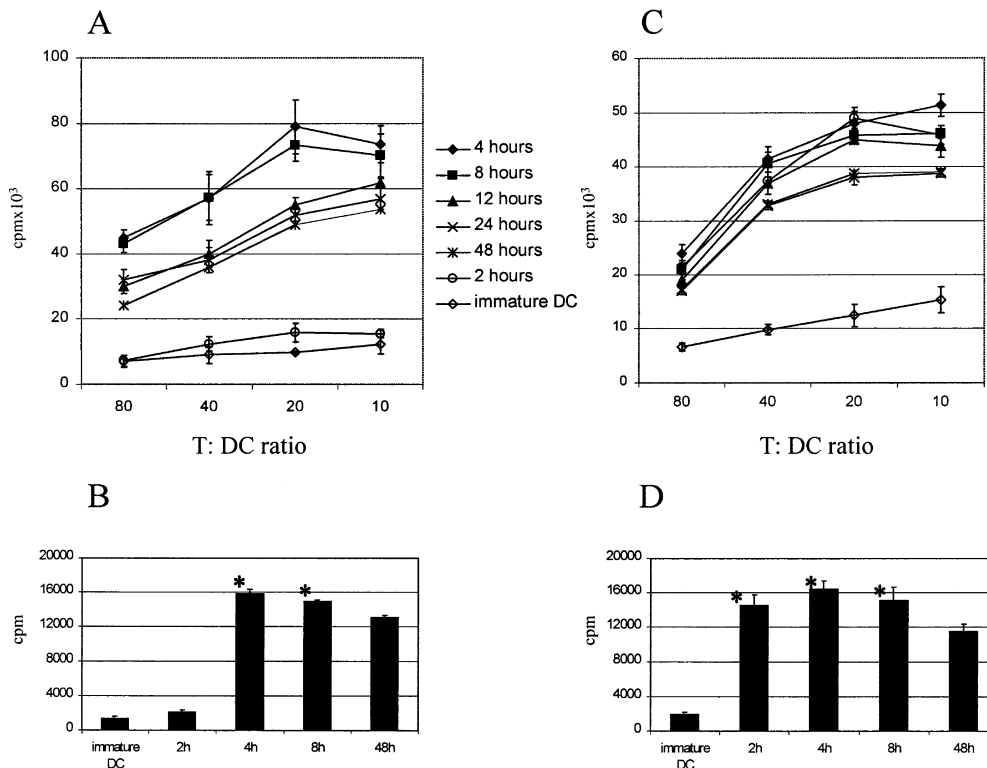 A
C
100
80
60
40
20
0
cpmx10³
80 40 20 10
T: DC ratio
4 hours
8 hours
12 hours
24 hours
48 hours
2 hours
immature DC
60
50
40
30
20
10
0
cpmx10³
80 40 20 10
T: DC ratio
B
D
20000
16000
12000
8000
4000
0
cpm
* *
immature DC 2h 4h 8h 48h
20000
16000
12000
8000
4000
0
cpm
* * *
immature DC 2h 4h 8h 48h